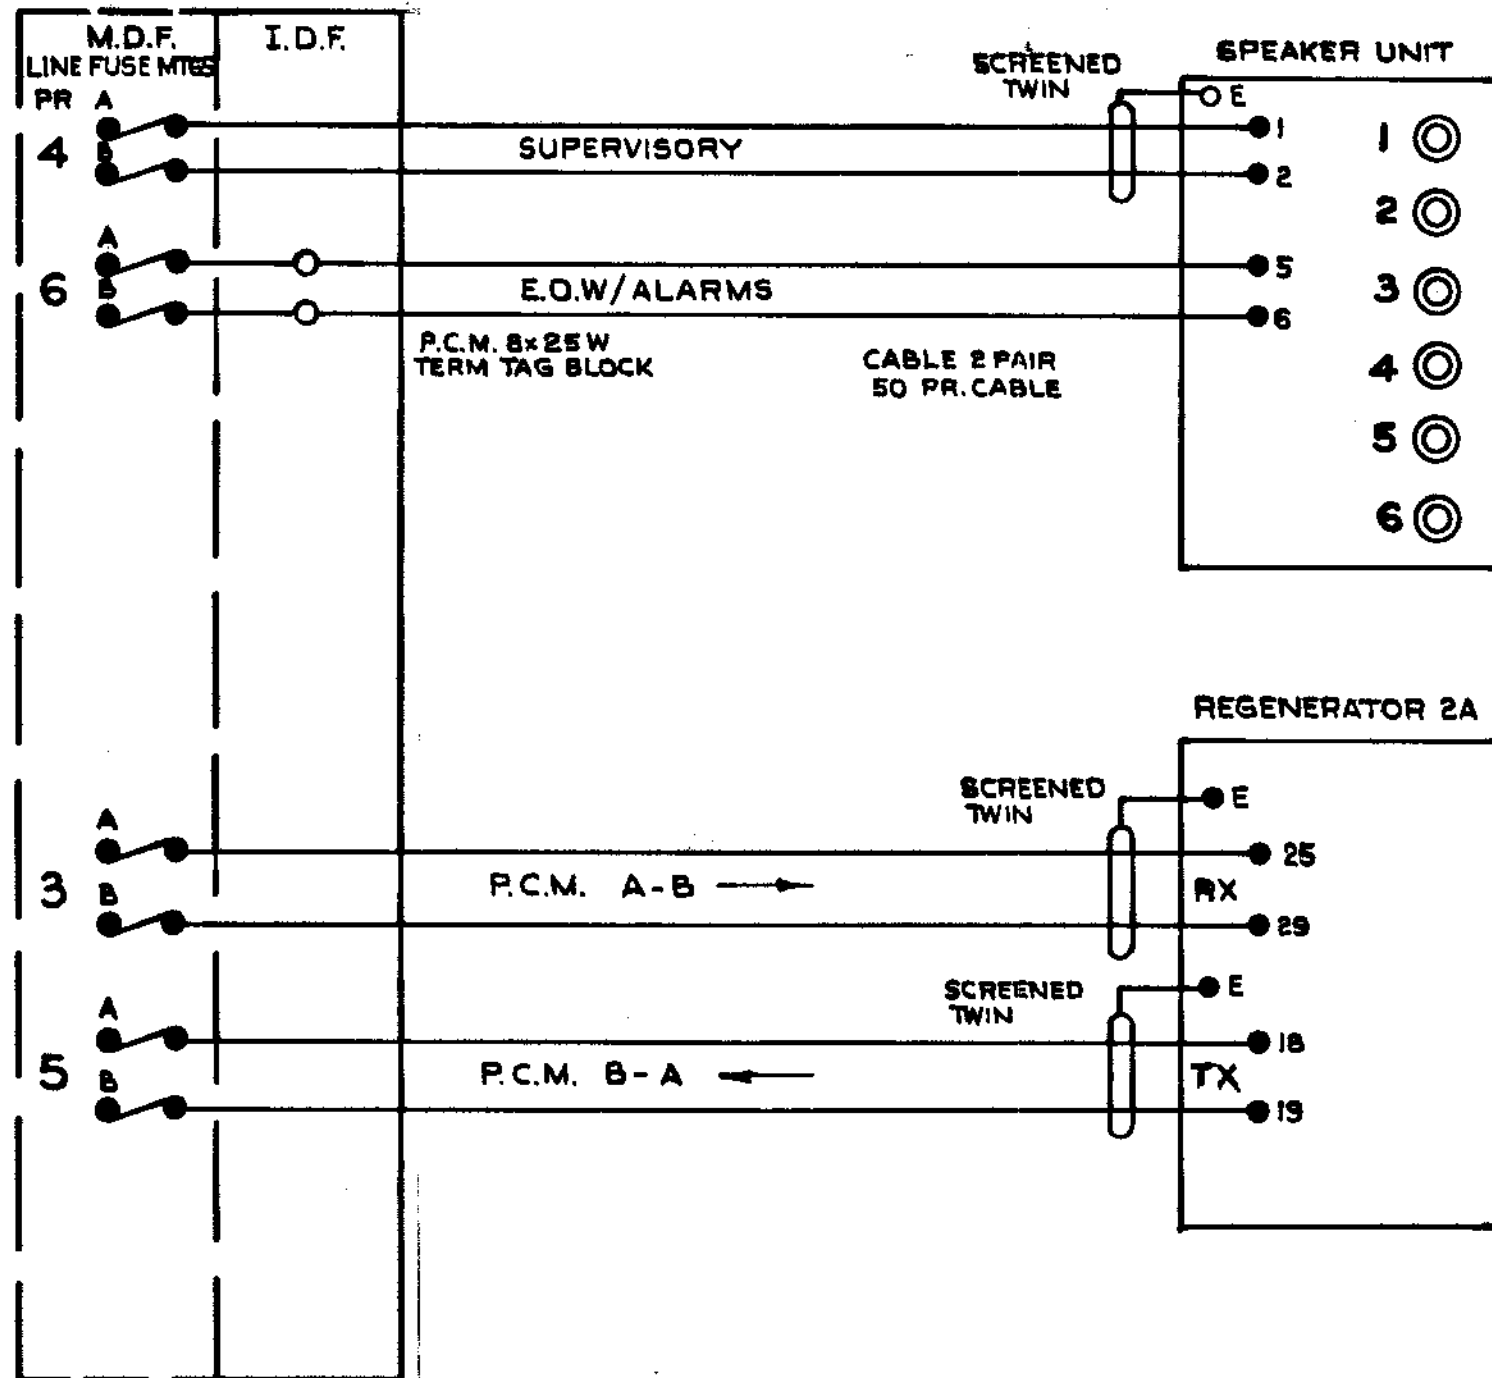 M.D.F.
LINE FUSE MTGS
I.D.F.
PR
A
4
B
SUPERVISORY
SCREENED
TWIN
SPEAKER UNIT
E
1
2
1
2
3
4
5
6
A
6
B
E.O.W/ALARMS
5
6
P.C.M. 8x25W
TERM TAG BLOCK
CABLE 2 PAIR
50 PR. CABLE
REGENERATOR 2A
SCREENED
TWIN
E
A
3
B
P.C.M. A-B
25
RX
29
SCREENED
TWIN
E
A
5
B
P.C.M. B-A
18
TX
19